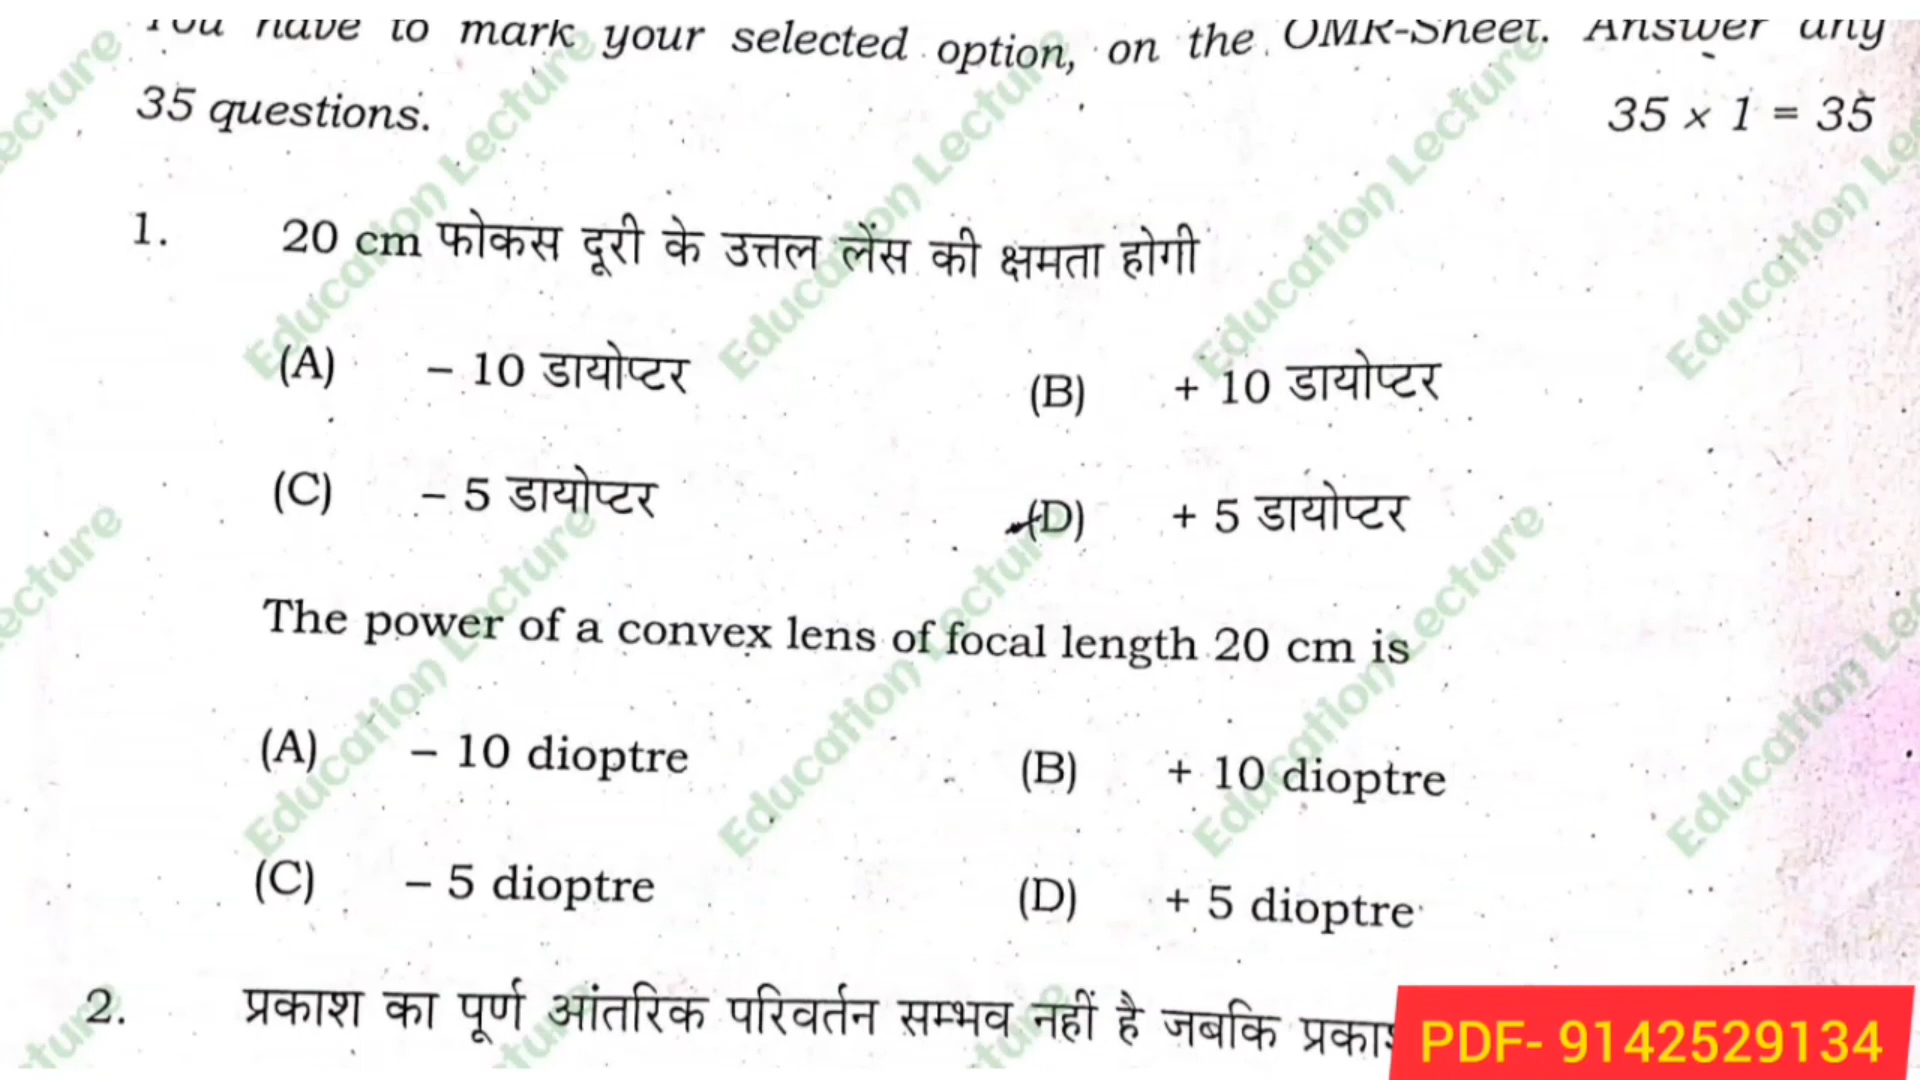 You have to mark your selected option, on the OMR-Sheet. Answer any
35 questions. 35 × 1 = 35
1. 20 cm फोकस दूरी के उत्तल लेंस की क्षमता होगी
(A) – 10 डायोप्टर (B) + 10 डायोप्टर
(C) – 5 डायोप्टर (D) + 5 डायोप्टर
The power of a convex lens of focal length 20 cm is
(A) – 10 dioptre (B) + 10 dioptre
(C) – 5 dioptre (D) + 5 dioptre
2. प्रकाश का पूर्ण आंतरिक परिवर्तन सम्भव नहीं है जबकि
PDF- 9142529134
Education Lecture